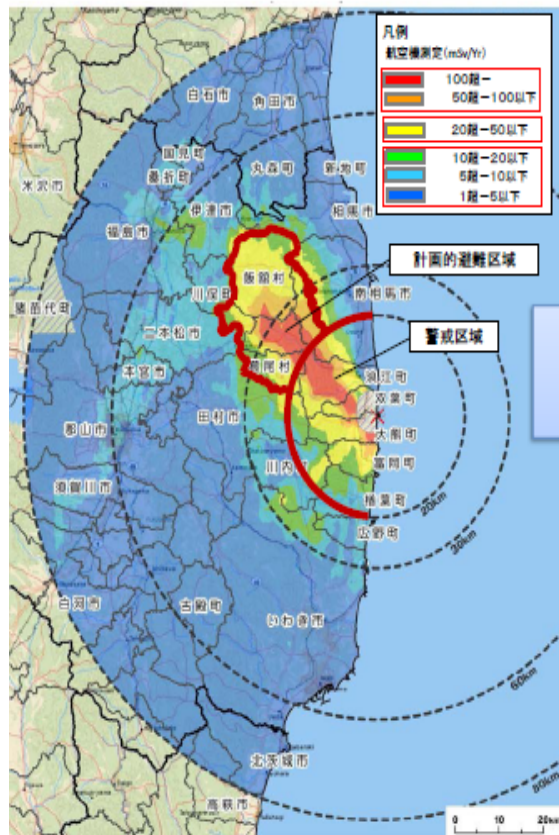 凡例
航空機測定(mSv/Yr)
100超-
50超-100以下
20超-50以下
10超-20以下
5超-10以下
1超-5以下
白石市
角田市
国見町
丸森町
新地町
米沢市
桑折町
伊達市
相馬市
福島市
計画的避難区域
飯舘村
川俣町
南相馬市
猪苗代町
二本松市
警戒区域
葛尾村
浪江町
本宮市
双葉町
田村市
大熊町
郡山市
川内村
富岡町
須賀川市
楢葉町
20km
広野町
30km
白河市
古殿町
いわき市
60km
北茨城市
80km
高萩市
0 10 20km